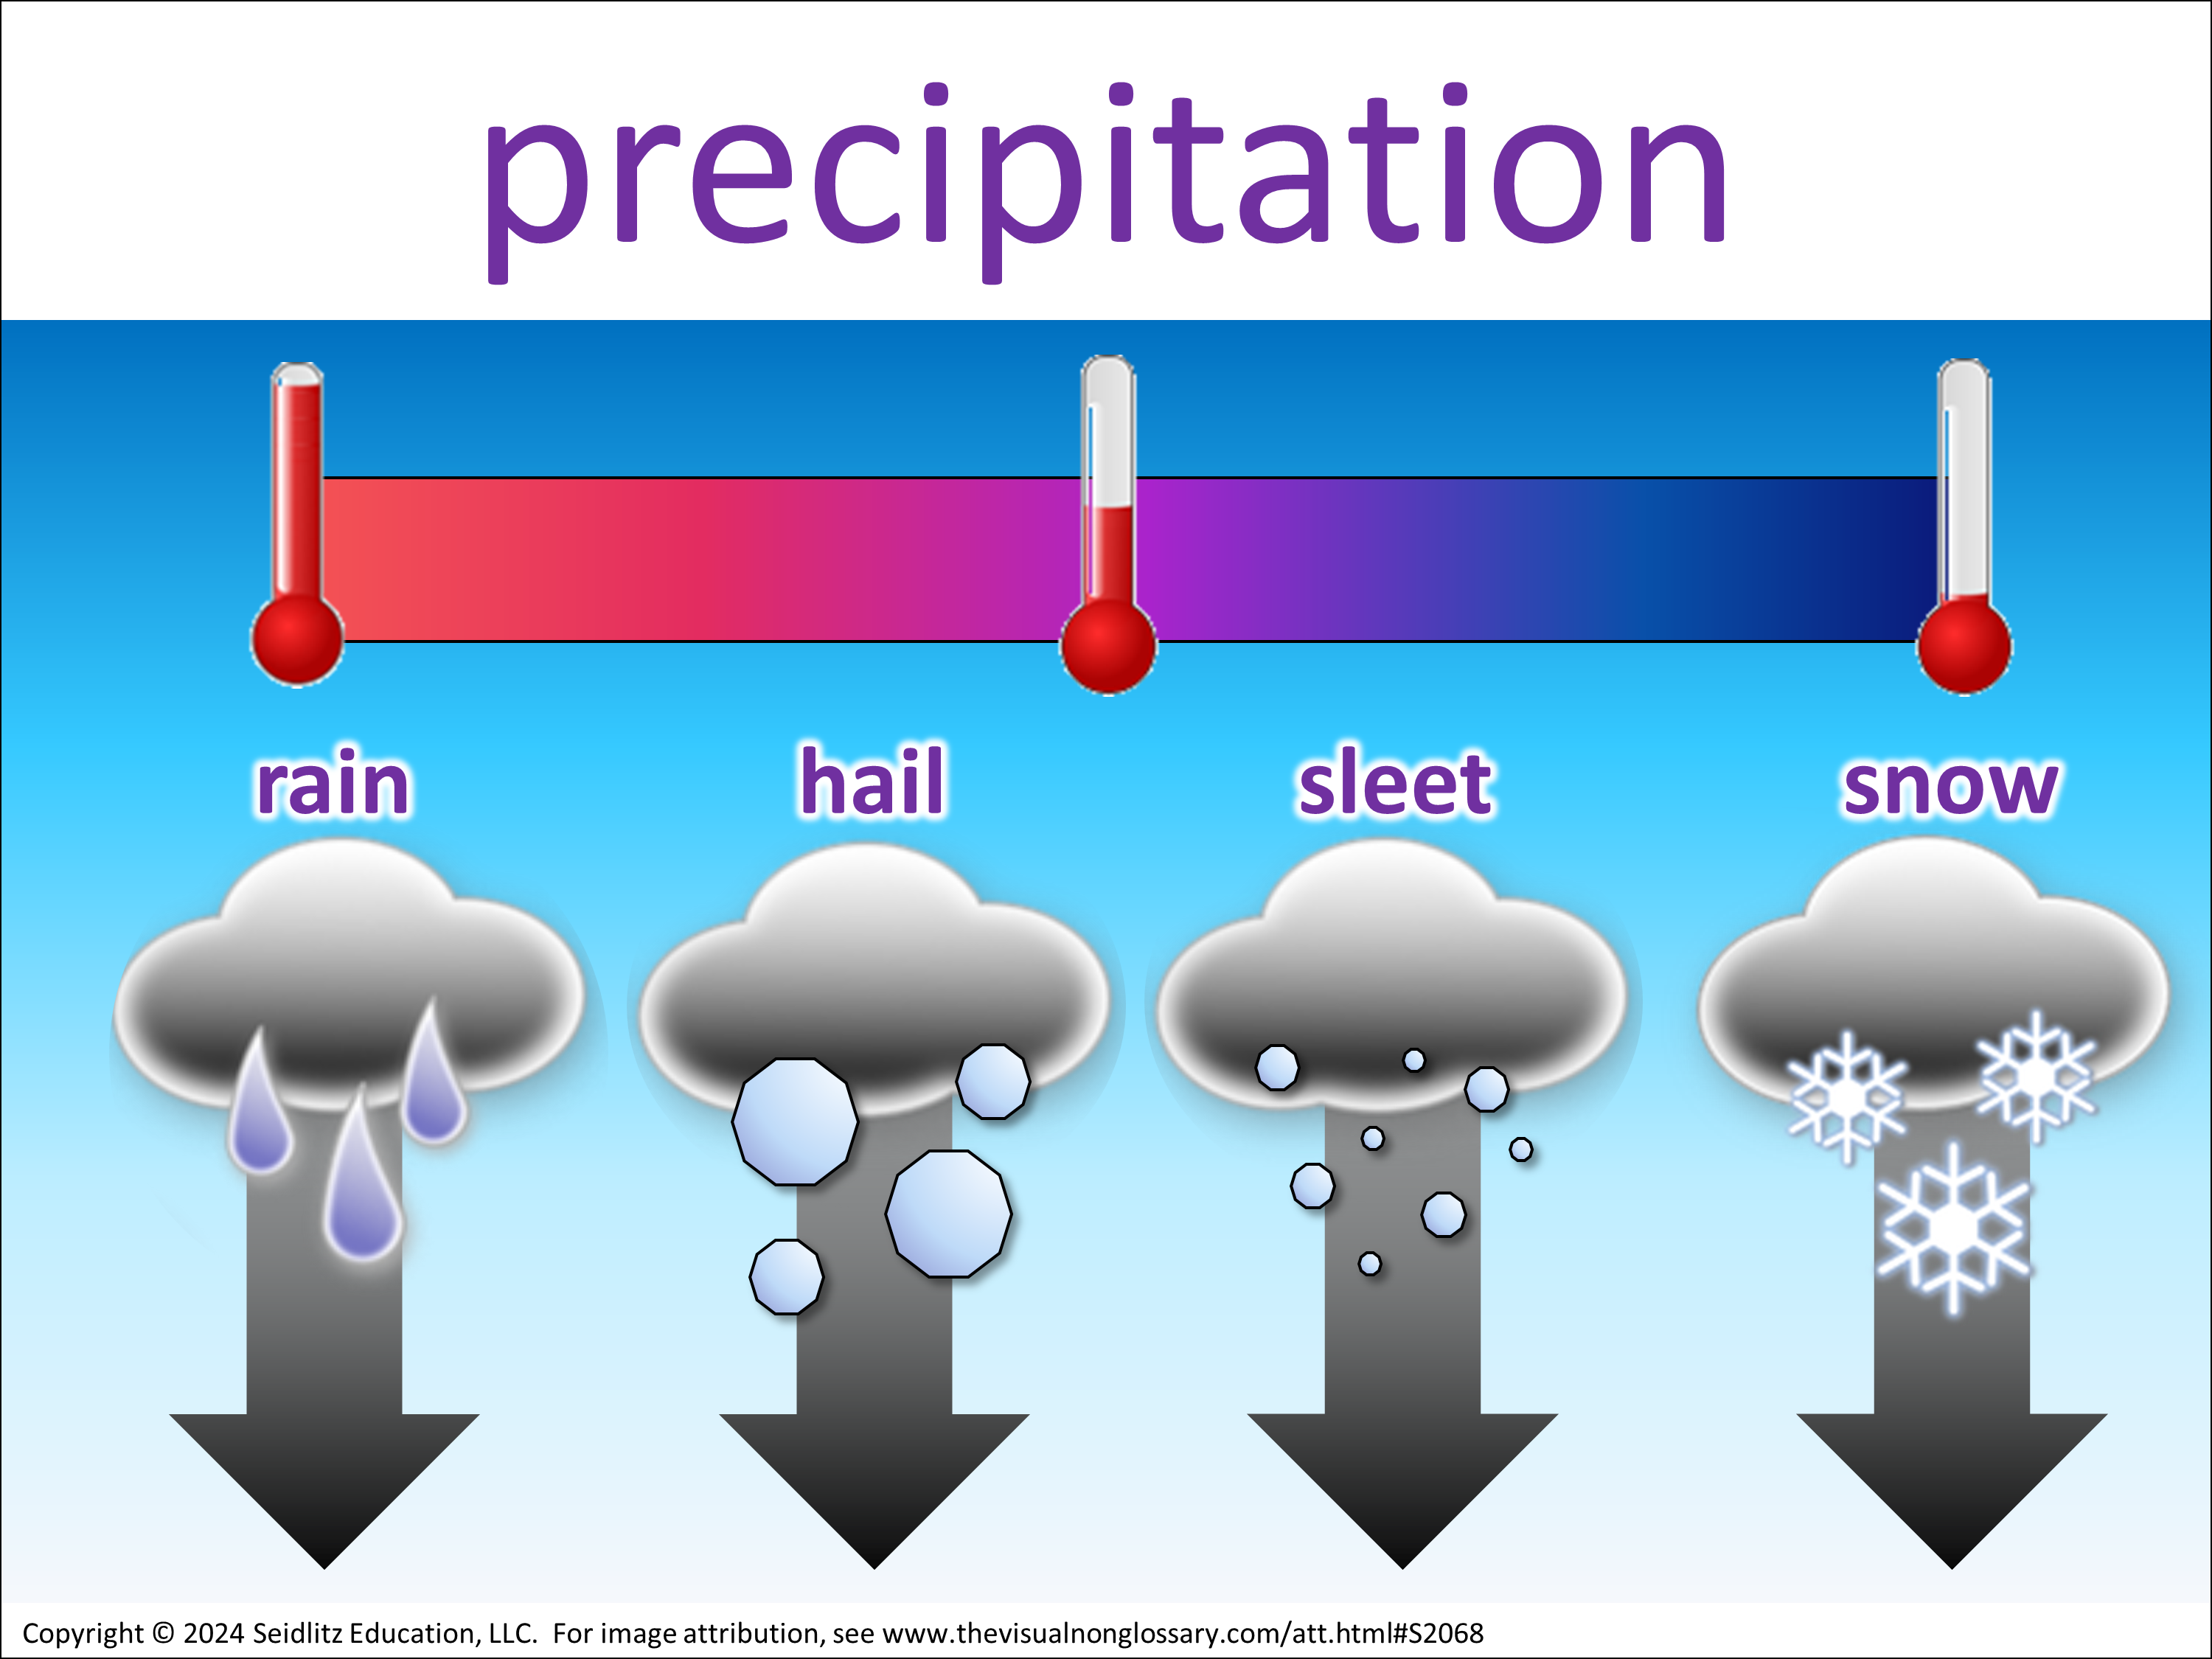 precipitation
rain hail sleet snow
Copyright © 2024 Seidlitz Education, LLC.  For image attribution, see www.thevisualnonglossary.com/att.html#S2068